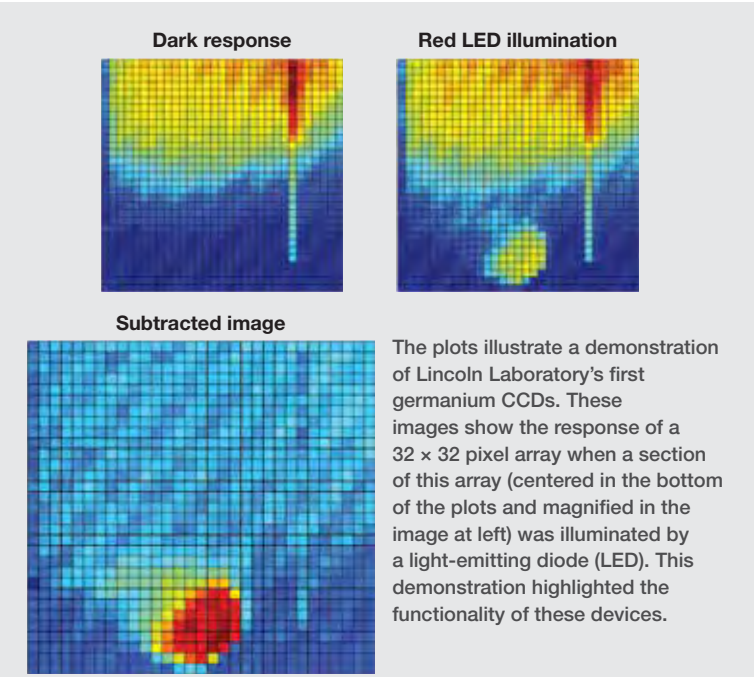 Dark response
Red LED illumination
Subtracted image
The plots illustrate a demonstration
of Lincoln Laboratory's first
germanium CCDs. These
images show the response of a
32 × 32 pixel array when a section
of this array (centered in the bottom
of the plots and magnified in the
image at left) was illuminated by
a light-emitting diode (LED). This
demonstration highlighted the
functionality of these devices.